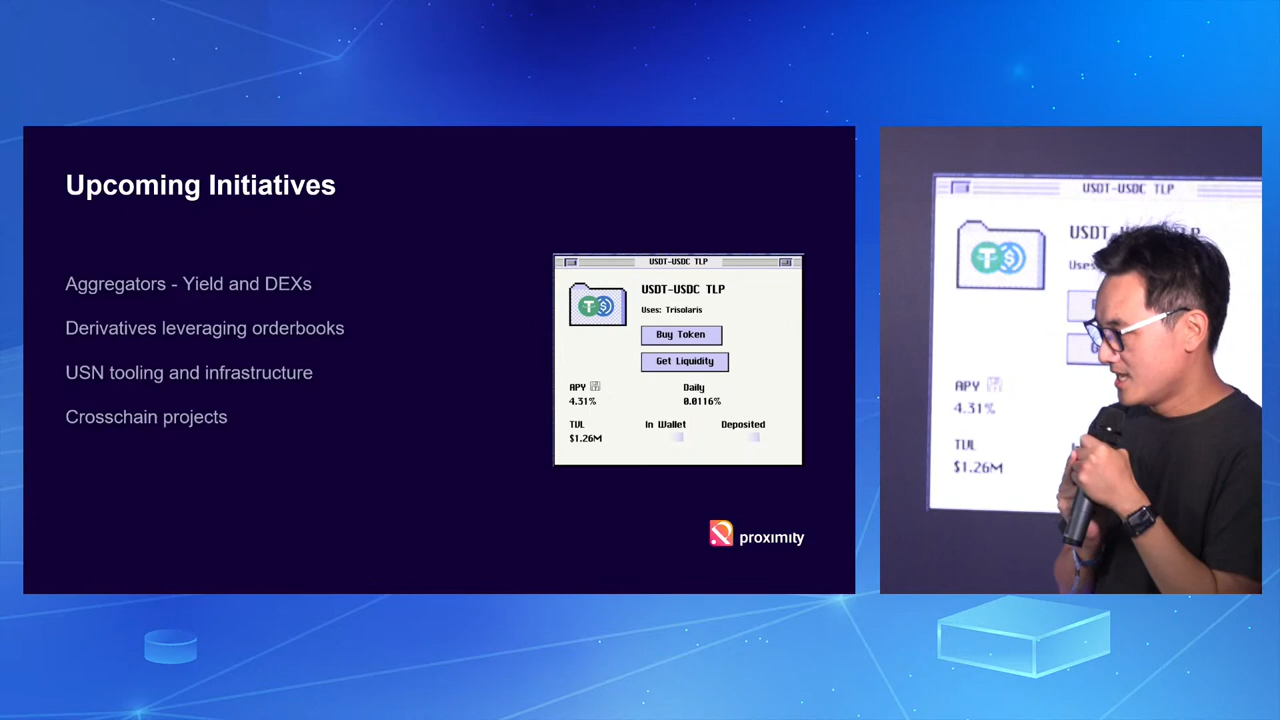 Upcoming Initiatives
Aggregators - Yield and DEXs
Derivatives leveraging orderbooks
USN tooling and infrastructure
Crosschain projects
USDT-USDC TLP
USDT-USDC TLP
Uses: Trisolaris
Buy Token
Get Liquidity
APY Daily
4.31% 0.0116%
TVL In Wallet Deposited
$1.26M
proximity
USDT-USDC TLP
USDT-U P
Uses
APY
4.31%
TVL
$1.26M